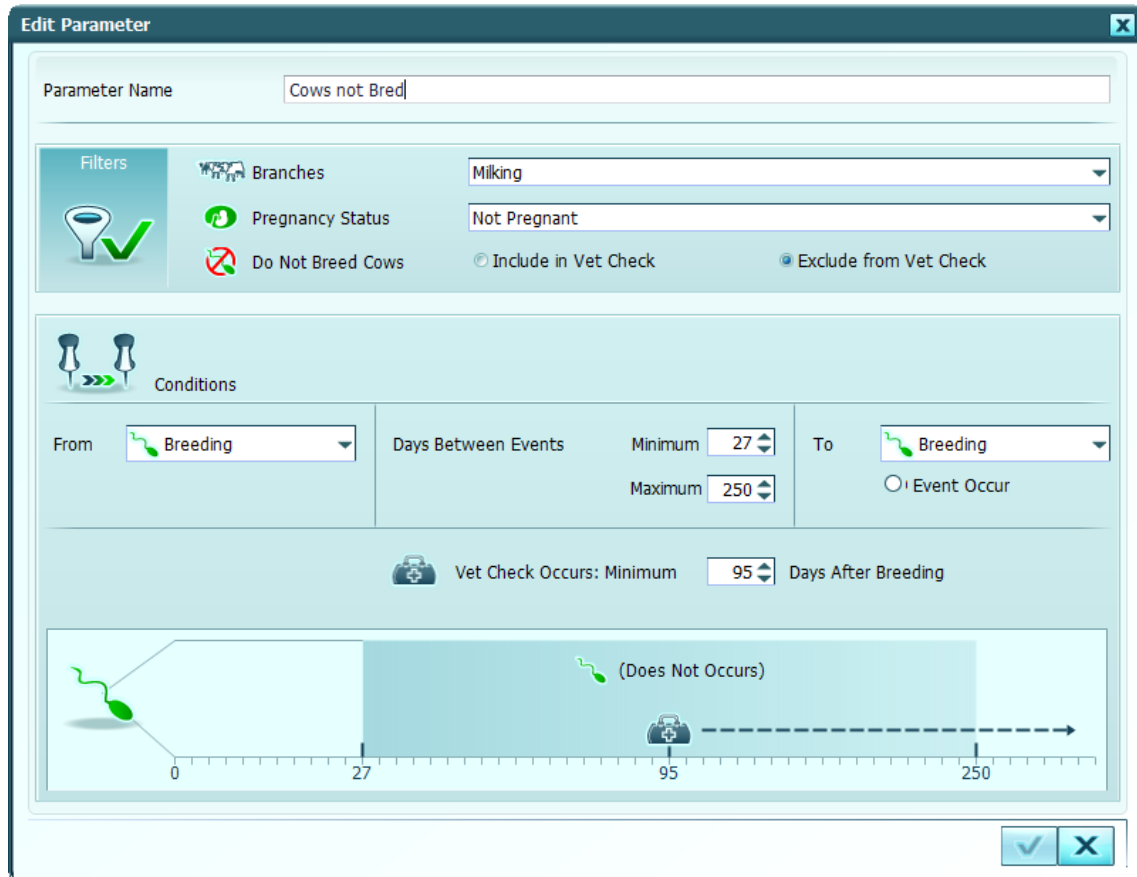 Edit Parameter
Parameter Name Cows not Bred
Filters
Branches Milking
Pregnancy Status Not Pregnant
Do Not Breed Cows Include in Vet Check Exclude from Vet Check
Conditions
From Breeding Days Between Events Minimum 27 To Breeding
Maximum 250 Event Occur
Vet Check Occurs: Minimum 95 Days After Breeding
(Does Not Occurs)
0 27 95 250